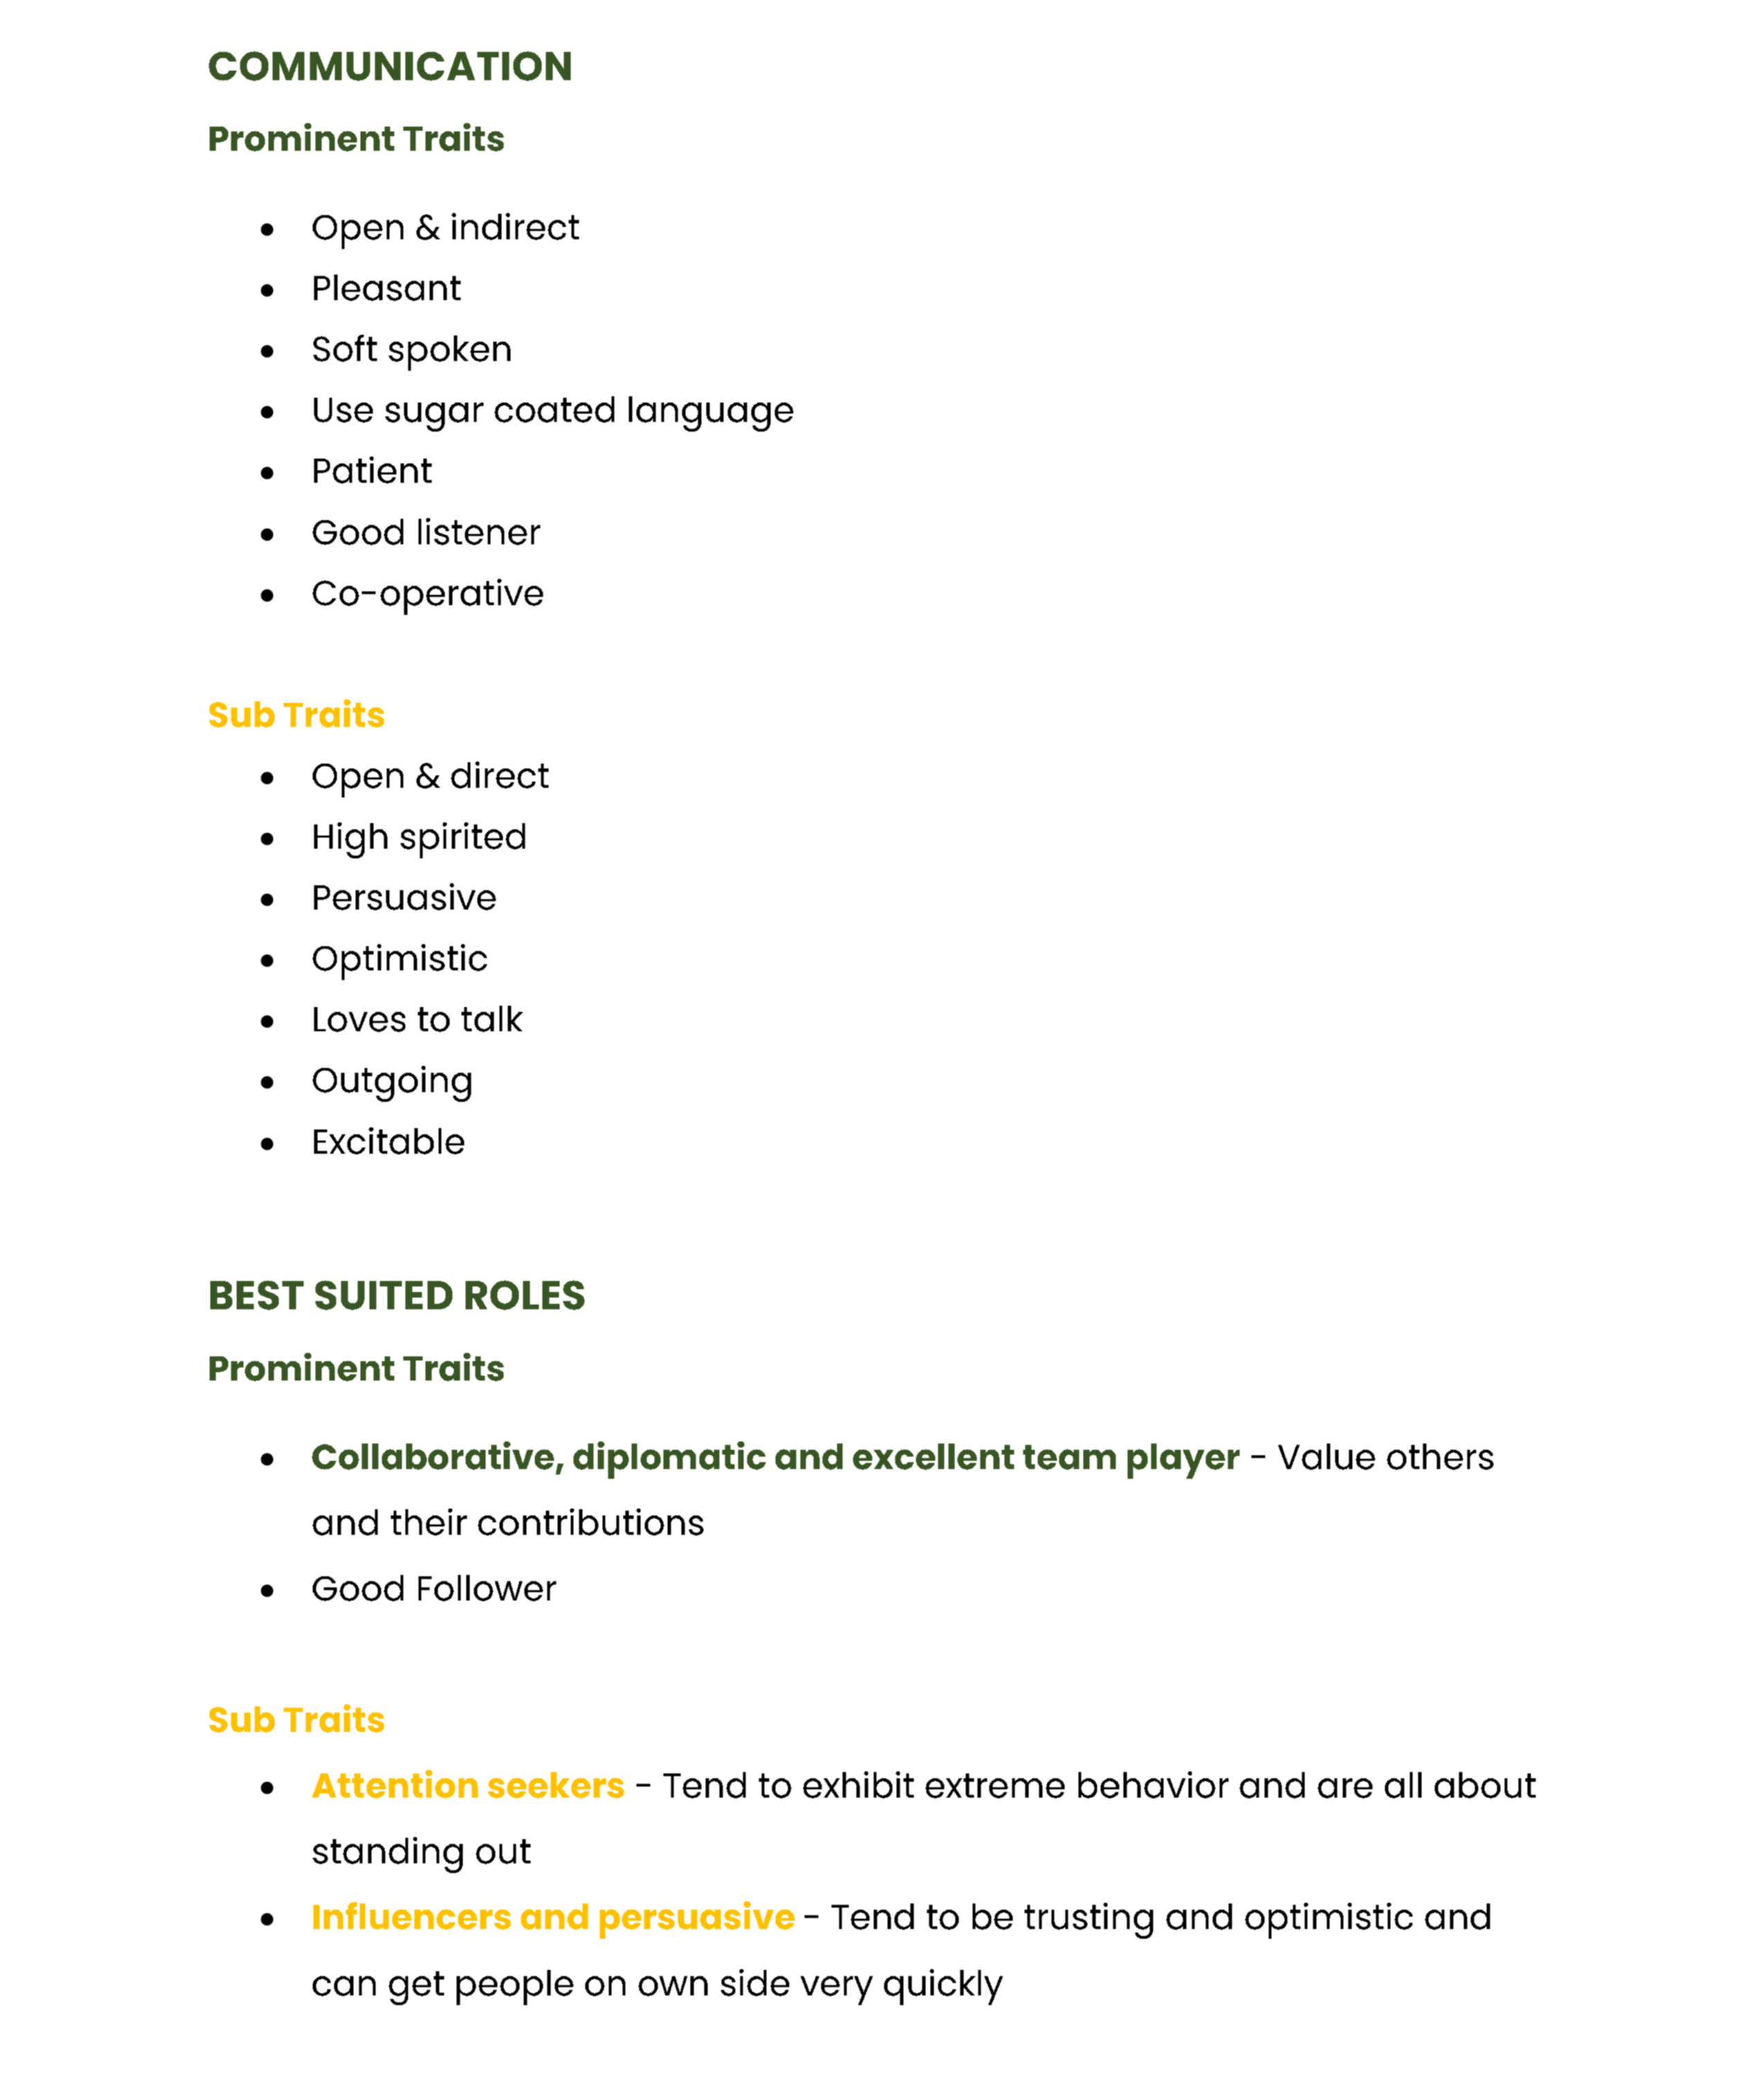 COMMUNICATION
Prominent Traits
● Open & indirect
● Pleasant
● Soft spoken
● Use sugar coated language
● Patient
● Good listener
● Co-operative
Sub Traits
● Open & direct
● High spirited
● Persuasive
● Optimistic
● Loves to talk
● Outgoing
● Excitable
BEST SUITED ROLES
Prominent Traits
● Collaborative, diplomatic and excellent team player - Value others
and their contributions
● Good Follower
Sub Traits
● Attention seekers - Tend to exhibit extreme behavior and are all about
standing out
● Influencers and persuasive - Tend to be trusting and optimistic and
can get people on own side very quickly